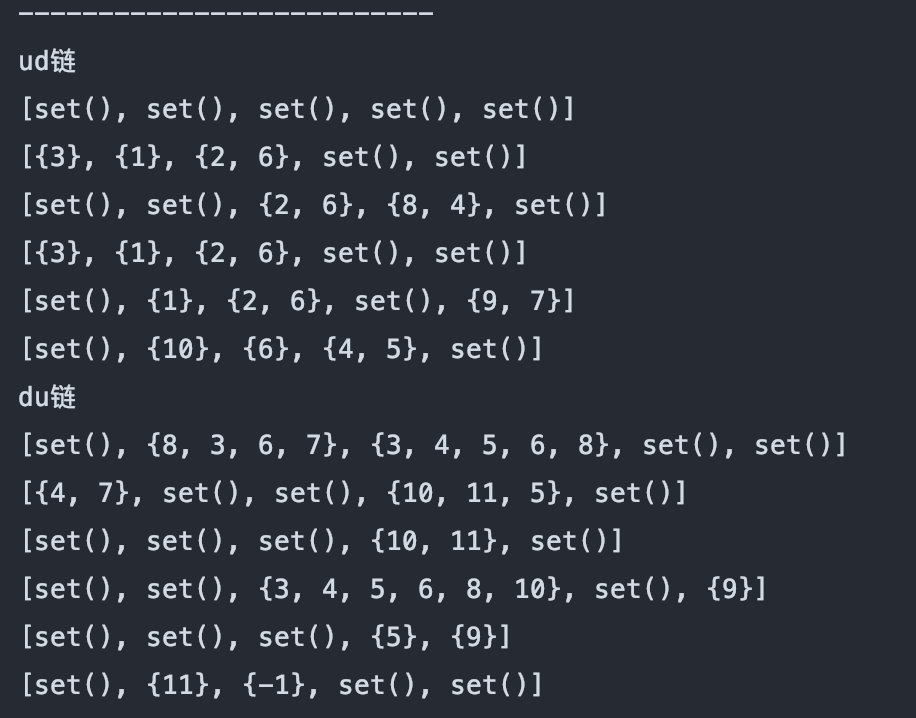 --------------------------
ud链
[set(), set(), set(), set(), set()]
[{3}, {1}, {2, 6}, set(), set()]
[set(), set(), {2, 6}, {8, 4}, set()]
[{3}, {1}, {2, 6}, set(), set()]
[set(), {1}, {2, 6}, set(), {9, 7}]
[set(), {10}, {6}, {4, 5}, set()]
du链
[set(), {8, 3, 6, 7}, {3, 4, 5, 6, 8}, set(), set()]
[{4, 7}, set(), set(), {10, 11, 5}, set()]
[set(), set(), set(), {10, 11}, set()]
[set(), set(), {3, 4, 5, 6, 8, 10}, set(), {9}]
[set(), set(), set(), {5}, {9}]
[set(), {11}, {-1}, set(), set()]